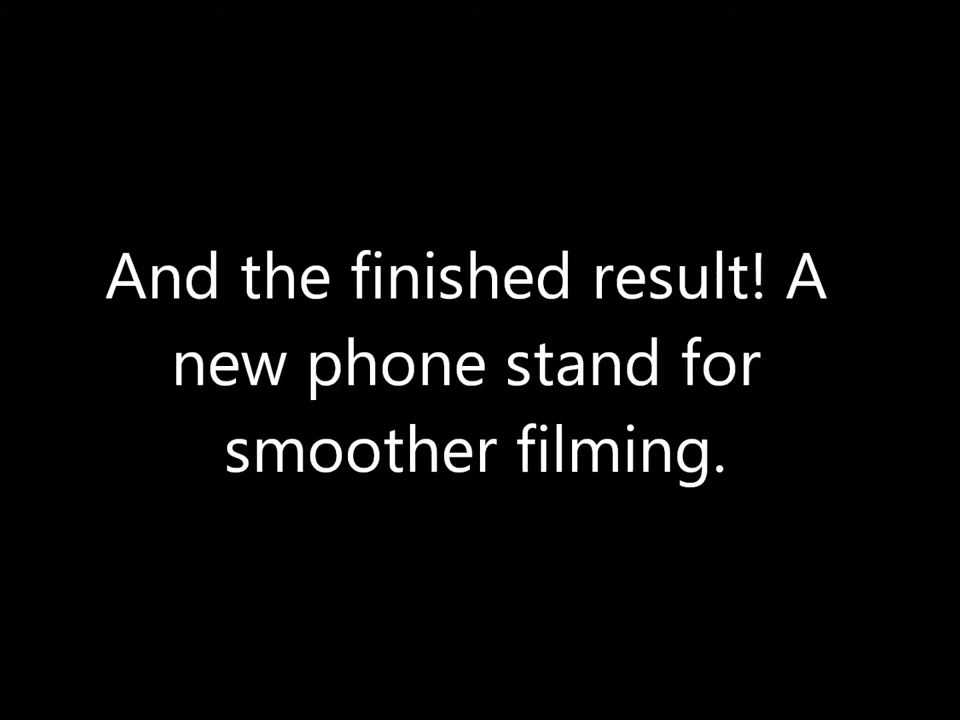 And the finished result! A
new phone stand for
smoother filming.